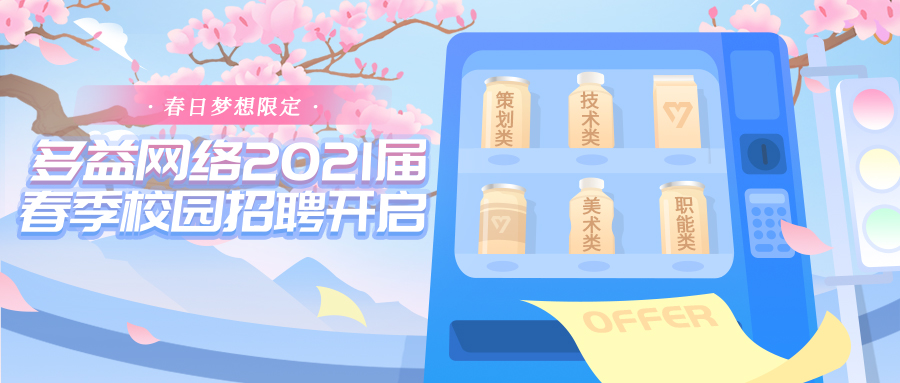 · 春日梦想限定 ·
多益网络2021届
春季校园招聘开启
策划类
技术类
美术类
职能类
OFFER